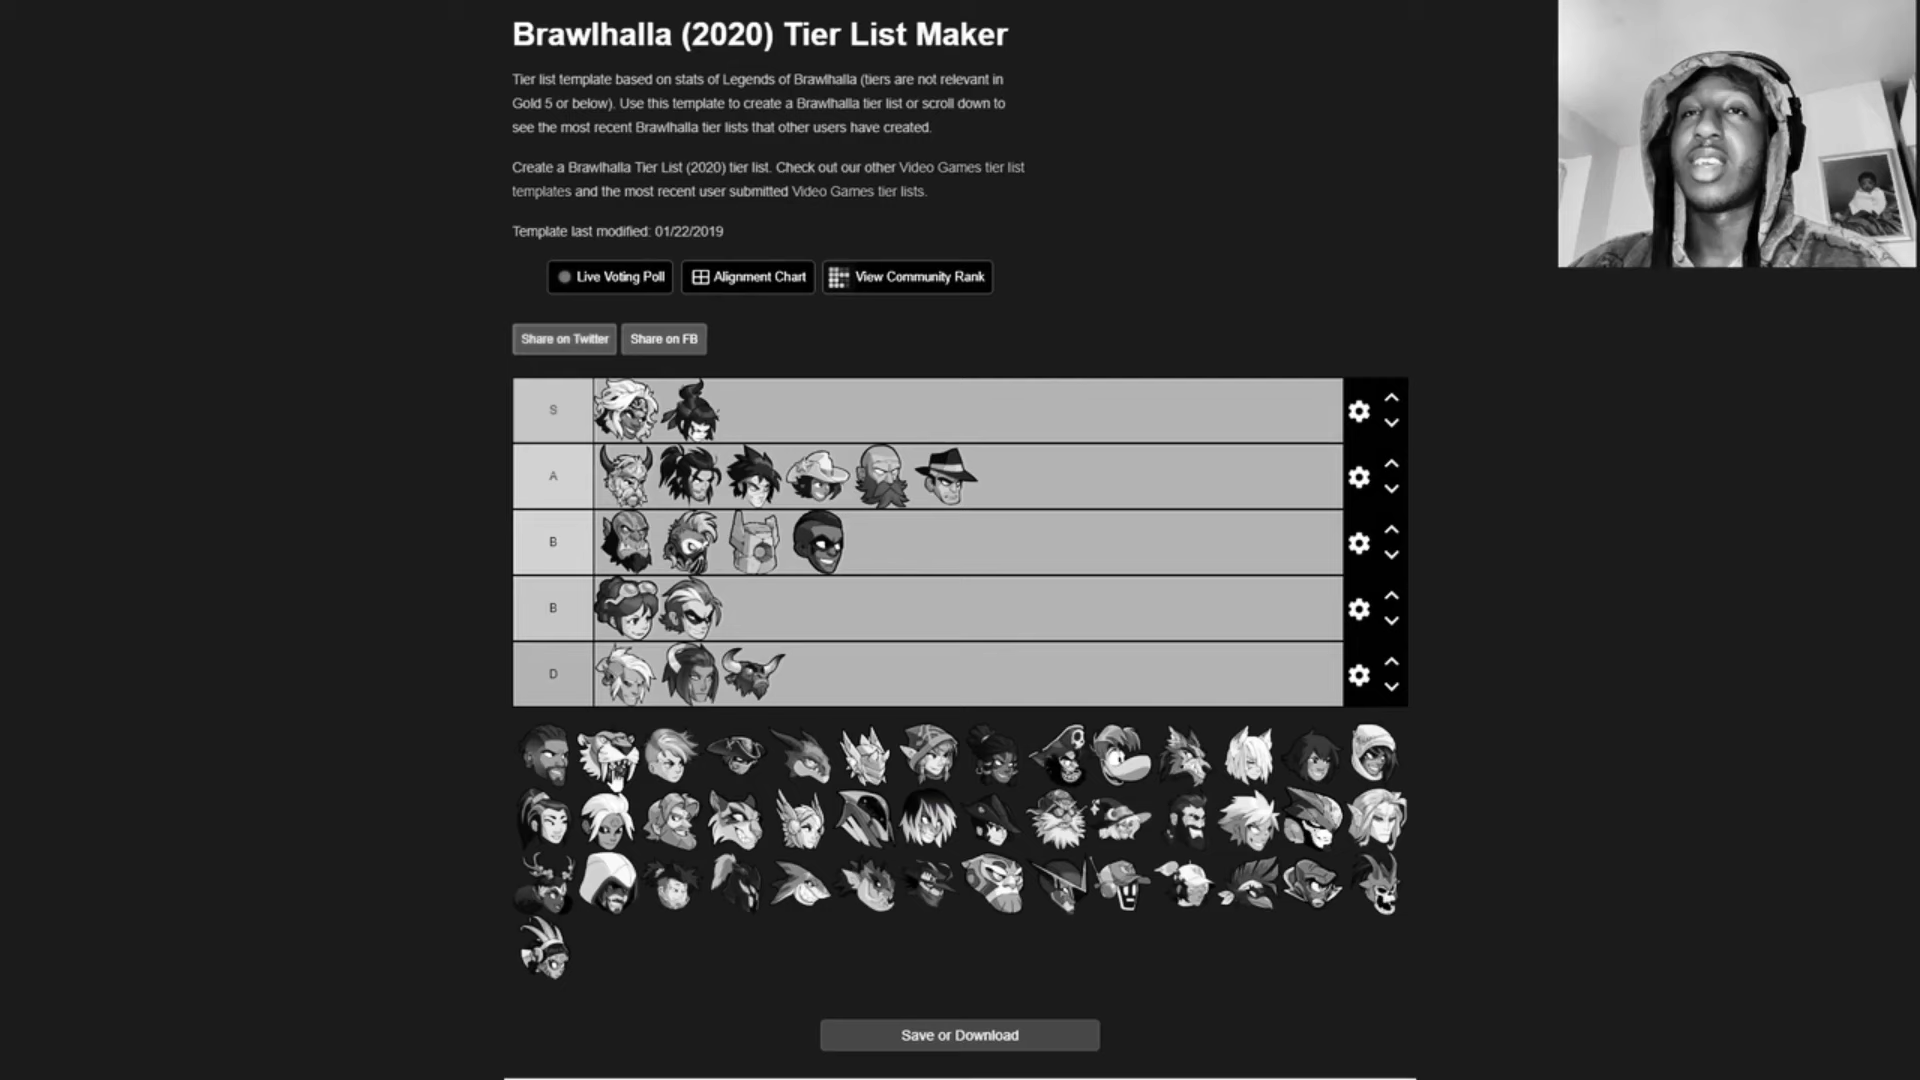 Brawlhalla (2020) Tier List Maker
Tier list template based on stats of Legends of Brawlhalla (tiers are not relevant in
Gold 5 or below). Use this template to create a Brawlhalla tier list or scroll down to
see the most recent Brawlhalla tier lists that other users have created.
Create a Brawlhalla Tier List (2020) tier list. Check out our other Video Games tier list
templates and the most recent user submitted Video Games tier lists.
Template last modified: 01/22/2019
Live Voting Poll Alignment Chart View Community Rank
Share on Twitter Share on FB
S
A
B
B
D
Save or Download